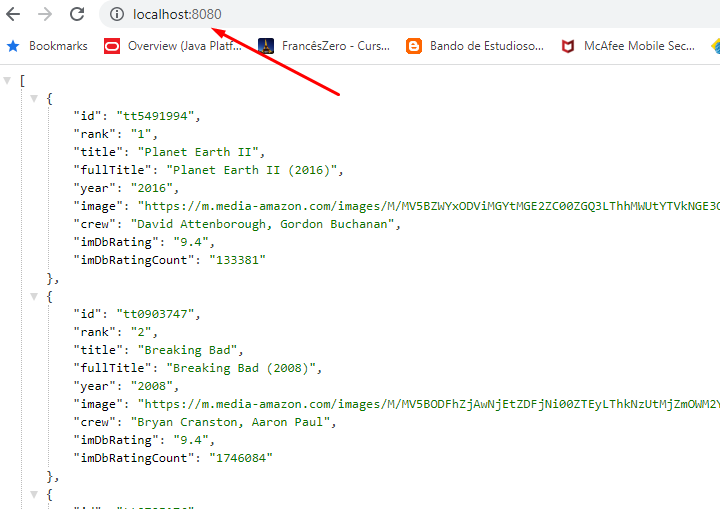 localhost:8080
Bookmarks Overview (Java Platf... FrancêsZero - Curs... Bando de Estudioso... McAfee Mobile Sec...
[
{
"id": "tt5491994",
"rank": "1",
"title": "Planet Earth II",
"fullTitle": "Planet Earth II (2016)",
"year": "2016",
"image": "https://m.media-amazon.com/images/M/MV5BZWYxODViMGYtMGE2ZC00ZGQ3LThhMWUtYTVkNGE3O
"crew": "David Attenborough, Gordon Buchanan",
"imDbRating": "9.4",
"imDbRatingCount": "133381"
},
{
"id": "tt0903747",
"rank": "2",
"title": "Breaking Bad",
"fullTitle": "Breaking Bad (2008)",
"year": "2008",
"image": "https://m.media-amazon.com/images/M/MV5BODFhZjAwNjEtZDFjNi00ZTEyLThkNzUtMjZmOWM2Y
"crew": "Bryan Cranston, Aaron Paul",
"imDbRating": "9.4",
"imDbRatingCount": "1746084"
},
{